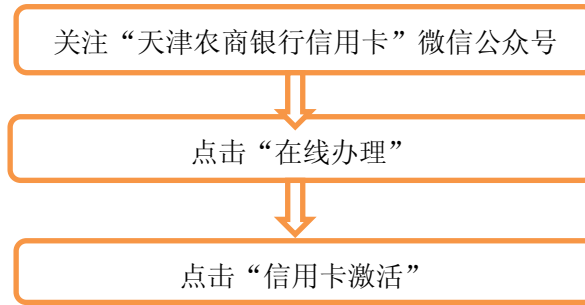 关注“天津农商银行信用卡”微信公众号
点击“在线办理”
点击“信用卡激活”